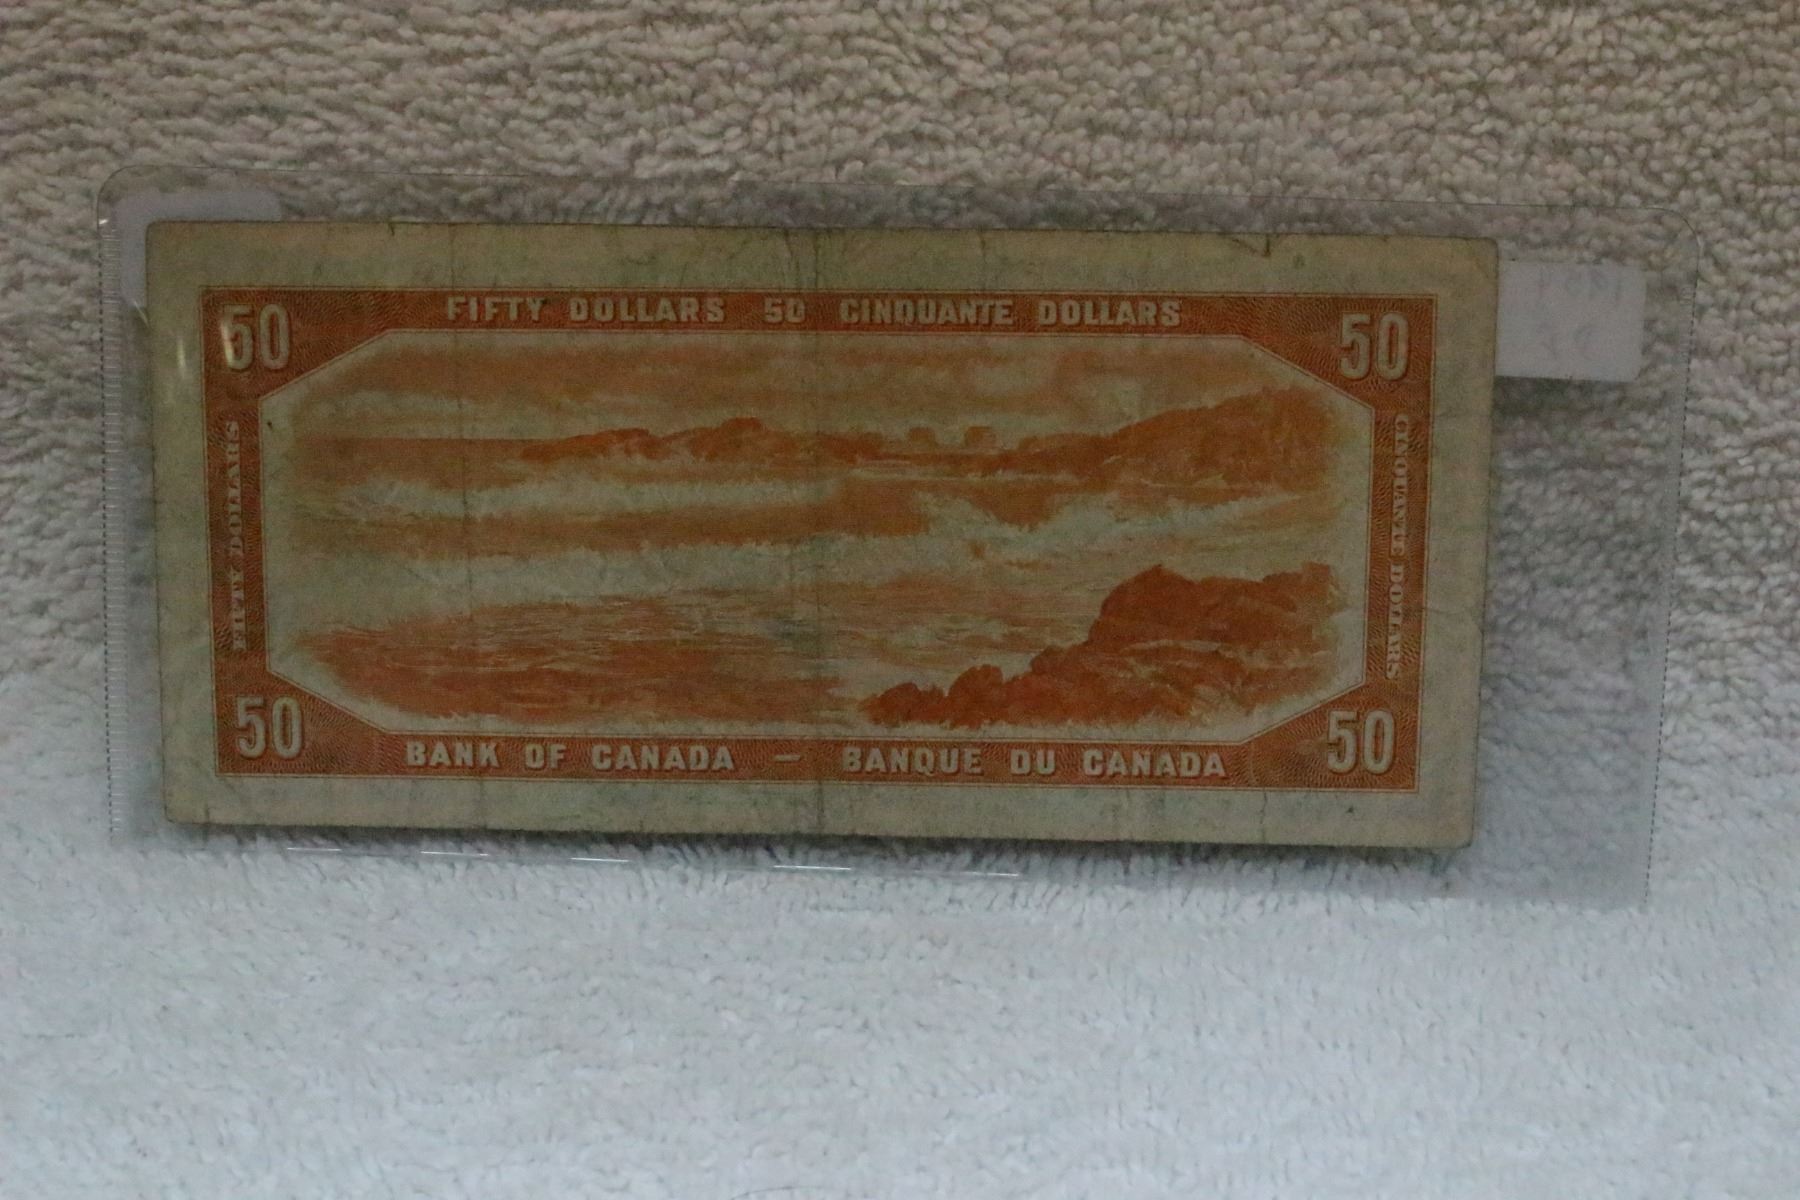 50 FIFTY DOLLARS 50 CINQUANTE DOLLARS 50
FIFTY DOLLARS
CINQUANTE DOLLARS
50 BANK OF CANADA — BANQUE DU CANADA 50